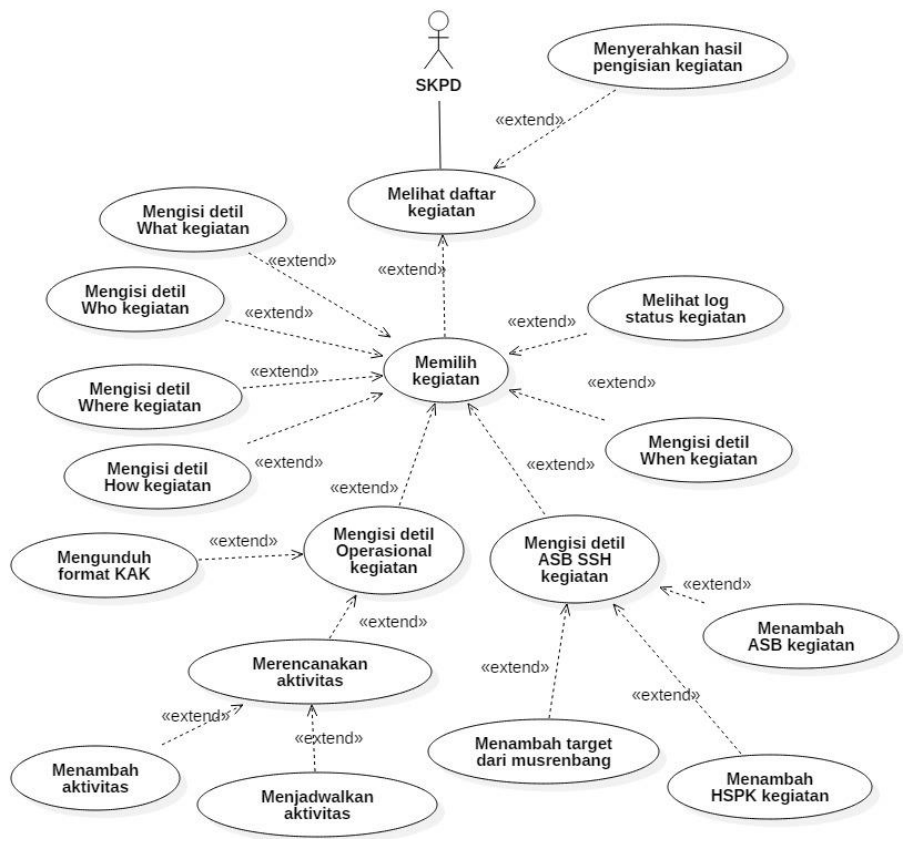 SKPD
Menyerahkan hasil
pengisian kegiatan
«extend»
Melihat daftar
kegiatan
Mengisi detil
What kegiatan
«extend»
«extend»
Mengisi detil
Who kegiatan
«extend»
Melihat log
status kegiatan
«extend»
Memilih
kegiatan
Mengisi detil
Where kegiatan
«extend»
«extend»
Mengisi detil
How kegiatan
«extend»
Mengisi detil
When kegiatan
«extend»
«extend»
Mengunduh
format KAK
«extend»
Mengisi detil
Operasional
kegiatan
Mengisi detil
ASB SSH
kegiatan
«extend»
Menambah
ASB kegiatan
«extend»
Merencanakan
aktivitas
«extend»
«extend»
«extend»
«extend»
Menambah
aktivitas
Menjadwalkan
aktivitas
Menambah target
dari musrenbang
Menambah
HSPK kegiatan